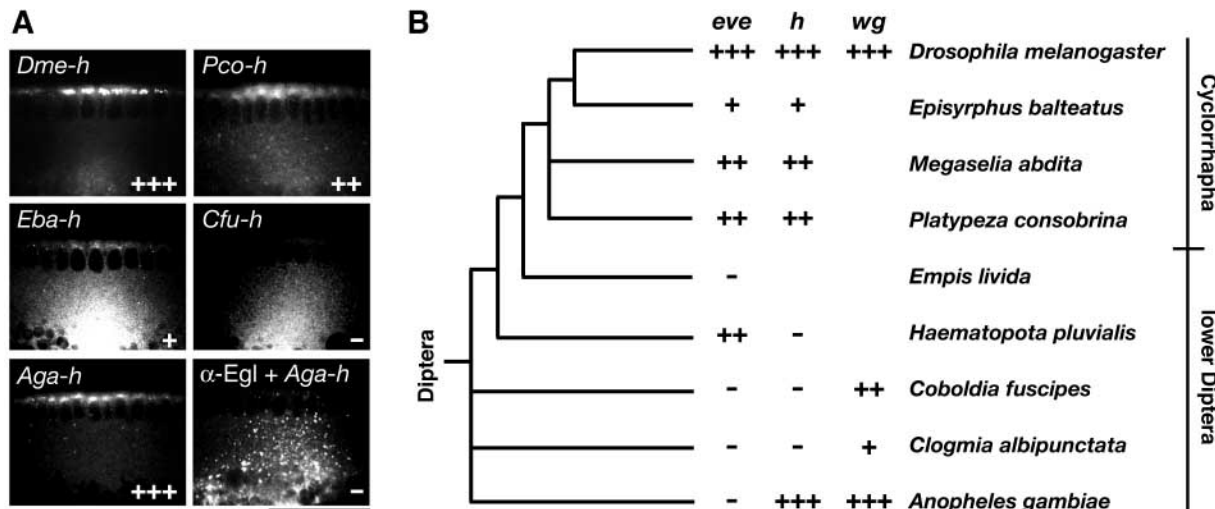 A
Dme-h
+++
Pco-h
++
Eba-h
+
Cfu-h
-
Aga-h
+++
α-Egl + Aga-h
-
B
eve h wg
+++ +++ +++ Drosophila melanogaster
+ + Episyrphus balteatus
++ ++ Megaselia abdita
++ ++ Platypeza consobrina
- Empis livida
++ - Haematopota pluvialis
- - ++ Coboldia fuscipes
- - + Clogmia albipunctata
- +++ +++ Anopheles gambiae
Diptera
Cyclorrhapha
lower Diptera